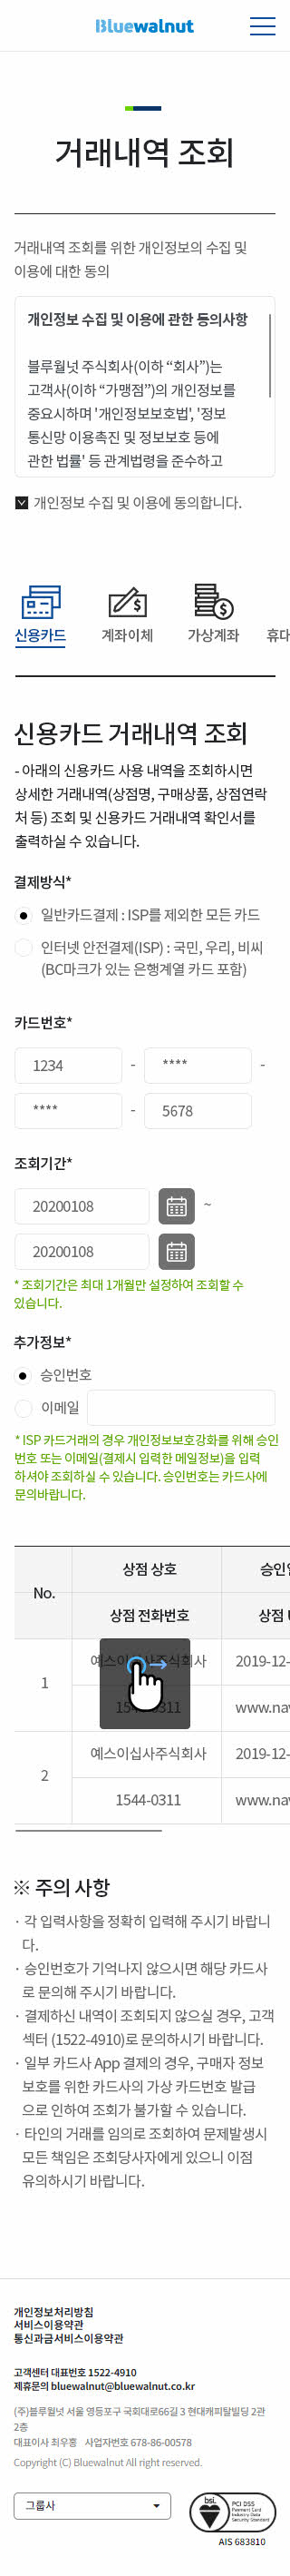 Bluewalnut
거래내역 조회
거래내역 조회를 위한 개인정보의 수집 및
이용에 대한 동의
개인정보 수집 및 이용에 관한 동의사항
블루월넛 주식회사(이하 “회사”)는
고객사(이하 “가맹점”)의 개인정보를
중요시하며 '개인정보보호법', '정보
통신망 이용촉진 및 정보보호 등에
관한 법률' 등 관계법령을 준수하고
개인정보 수집 및 이용에 동의합니다.
신용카드 계좌이체 가상계좌 휴대
신용카드 거래내역 조회
- 아래의 신용카드 사용 내역을 조회하시면
상세한 거래내역(상점명, 구매상품, 상점연락
처 등) 조회 및 신용카드 거래내역 확인서를
출력하실 수 있습니다.
결제방식*
일반카드결제 : ISP를 제외한 모든 카드
인터넷 안전결제(ISP) : 국민, 우리, 비씨
(BC마크가 있는 은행계열 카드 포함)
카드번호*
1234 - **** -
**** - 5678
조회기간*
20200108 ~
20200108
* 조회기간은 최대 1개월만 설정하여 조회할 수
있습니다.
추가정보*
승인번호
이메일
* ISP 카드거래의 경우 개인정보보호강화를 위해 승인
번호 또는 이메일(결제시 입력한 메일정보)을 입력
하셔야 조회하실 수 있습니다. 승인번호는 카드사에
문의바랍니다.
No. 상점 상호
상점 전화번호 상점
1 2019-12-
www.na
2 예스이십사주식회사 2019-12-
1544-0311 www.na
※ 주의 사항
· 각 입력사항을 정확히 입력해 주시기 바랍니
다.
· 승인번호가 기억나지 않으시면 해당 카드사
로 문의해 주시기 바랍니다.
· 결제하신 내역이 조회되지 않으실 경우, 고객
센터 (1522-4910)로 문의하시기 바랍니다.
· 일부 카드사 App 결제의 경우, 구매자 정보
보호를 위한 카드사의 가상 카드번호 발급
으로 인하여 조회가 불가할 수 있습니다.
· 타인의 거래를 임의로 조회하여 문제발생시
모든 책임은 조회당사자에게 있으니 이점
유의하시기 바랍니다.
개인정보처리방침
서비스이용약관
통신과금서비스이용약관
고객센터 대표번호 1522-4910
제휴문의 bluewalnut@bluewalnut.co.kr
(주)블루월넛 서울 영등포구 국회대로66길 3 현대캐피탈빌딩 2관
2층
대표이사 최우홍 사업자번호 678-86-00578
Copyright (C) Bluewalnut All right reserved.
그룹사
bsi. PCI DSS
Payment Card
Industry Data
Security Standard
AIS 683810